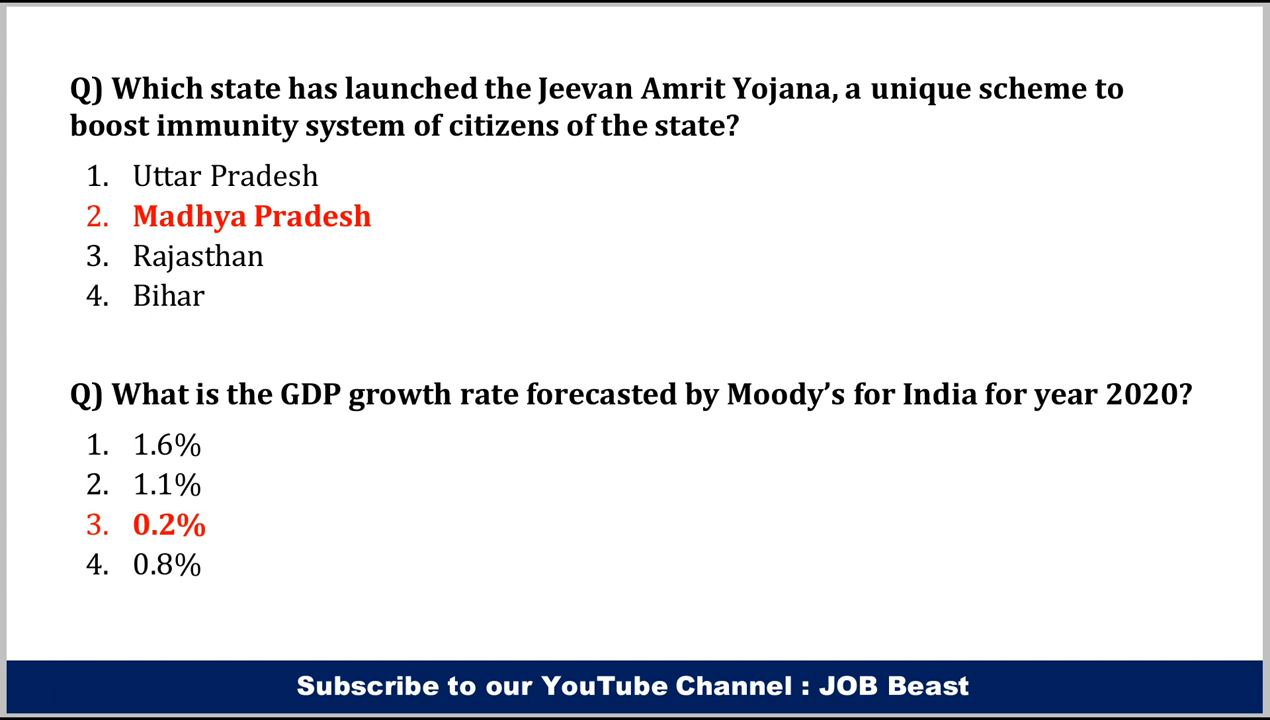 Q) Which state has launched the Jeevan Amrit Yojana, a unique scheme to
boost immunity system of citizens of the state?
1. Uttar Pradesh
2. Madhya Pradesh
3. Rajasthan
4. Bihar
Q) What is the GDP growth rate forecasted by Moody’s for India for year 2020?
1. 1.6%
2. 1.1%
3. 0.2%
4. 0.8%
Subscribe to our YouTube Channel : JOB Beast